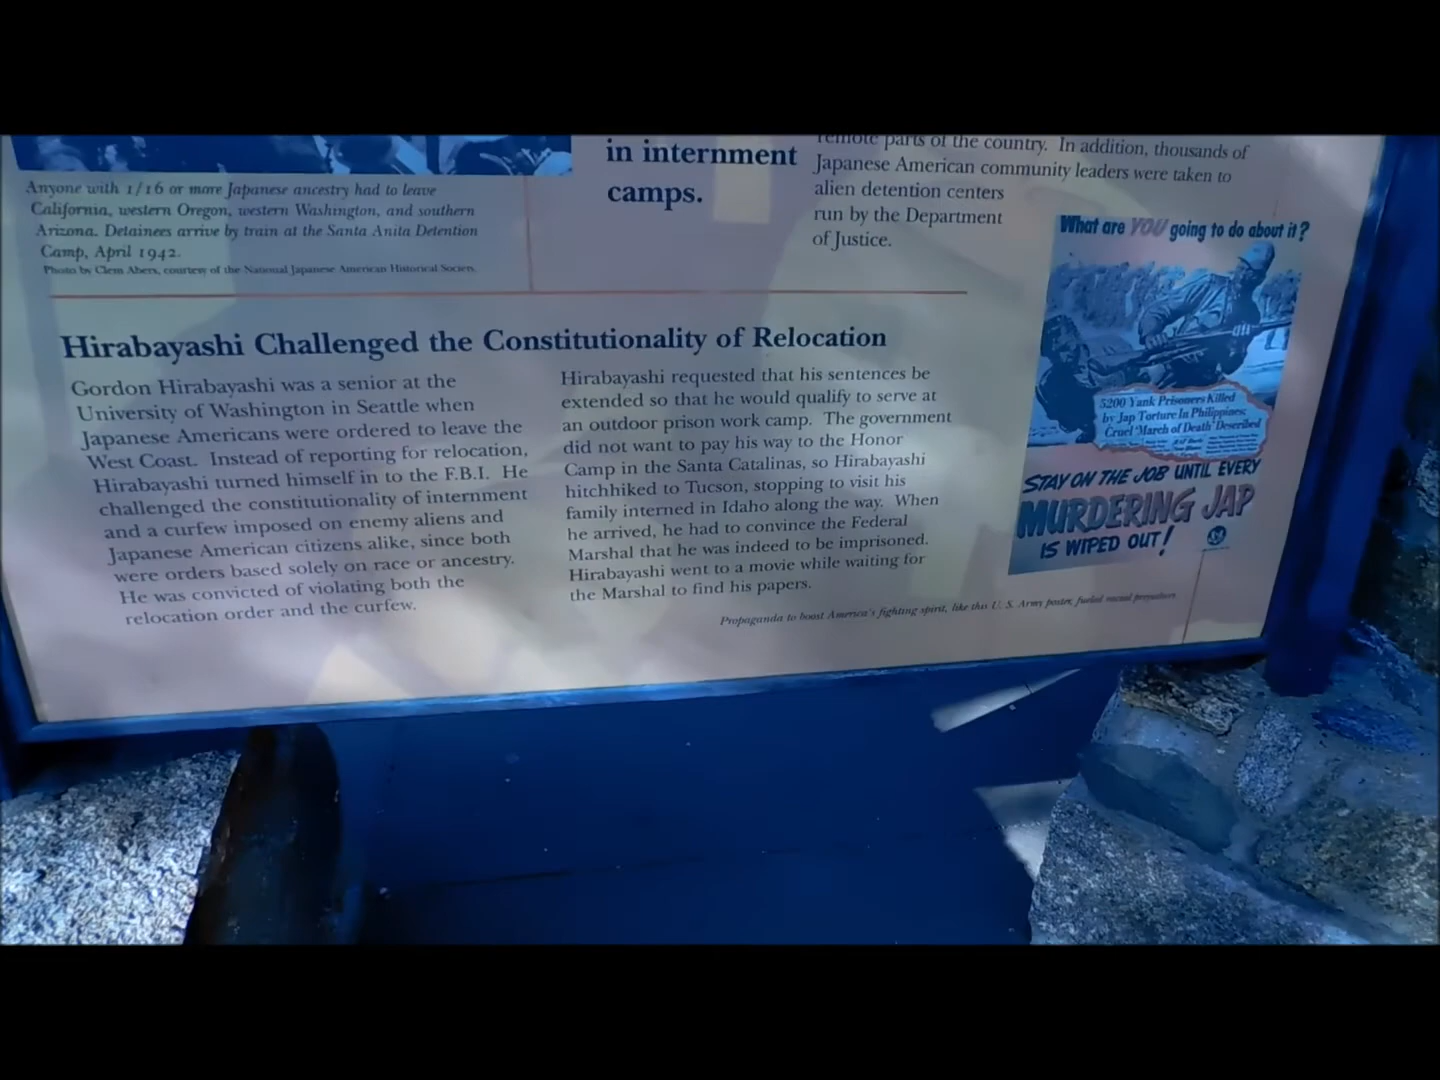 Anyone with 1/16 or more Japanese ancestry had to leave
California, western Oregon, western Washington, and southern
Arizona. Detainees arrive by train at the Santa Anita Detention
Camp, April 1942.
Photo by Clem Albers, courtesy of the National Japanese American Historical Society.
in internment
camps.
remote parts of the country. In addition, thousands of
Japanese American community leaders were taken to
alien detention centers
run by the Department
of Justice.
Hirabayashi Challenged the Constitutionality of Relocation
Gordon Hirabayashi was a senior at the
University of Washington in Seattle when
Japanese Americans were ordered to leave the
West Coast. Instead of reporting for relocation,
Hirabayashi turned himself in to the F.B.I. He
challenged the constitutionality of internment
and a curfew imposed on enemy aliens and
Japanese American citizens alike, since both
were orders based solely on race or ancestry.
He was convicted of violating both the
relocation order and the curfew.
Hirabayashi requested that his sentences be
extended so that he would qualify to serve at
an outdoor prison work camp. The government
did not want to pay his way to the Honor
Camp in the Santa Catalinas, so Hirabayashi
hitchhiked to Tucson, stopping to visit his
family interned in Idaho along the way. When
he arrived, he had to convince the Federal
Marshal that he was indeed to be imprisoned.
Hirabayashi went to a movie while waiting for
the Marshal to find his papers.
What are YOU going to do about it?
5200 Yank Prisoners Killed
by Jap Torture In Philippines;
Cruel 'March of Death' Described
STAY ON THE JOB UNTIL EVERY
MURDERING JAP
IS WIPED OUT!
Propaganda to boost America's fighting spirit, like this U. S. Army poster, fueled racial prejudices.